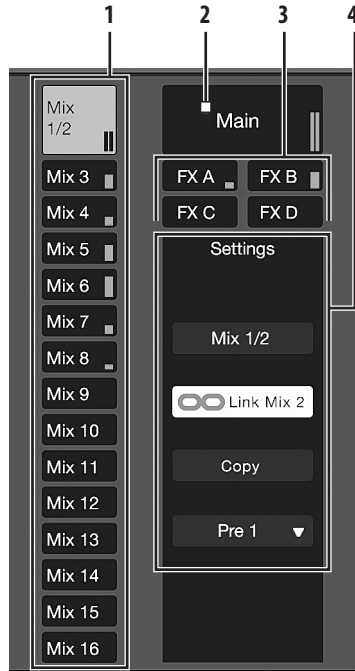 1
2
3
4
Mix
1/2
Main
Mix 3
FX A
FX B
Mix 4
FX C
FX D
Mix 5
Settings
Mix 6
Mix 7
Mix 1/2
Mix 8
Mix 9
Link Mix 2
Mix 10
Mix 11
Copy
Mix 12
Mix 13
Pre 1
Mix 14
Mix 15
Mix 16